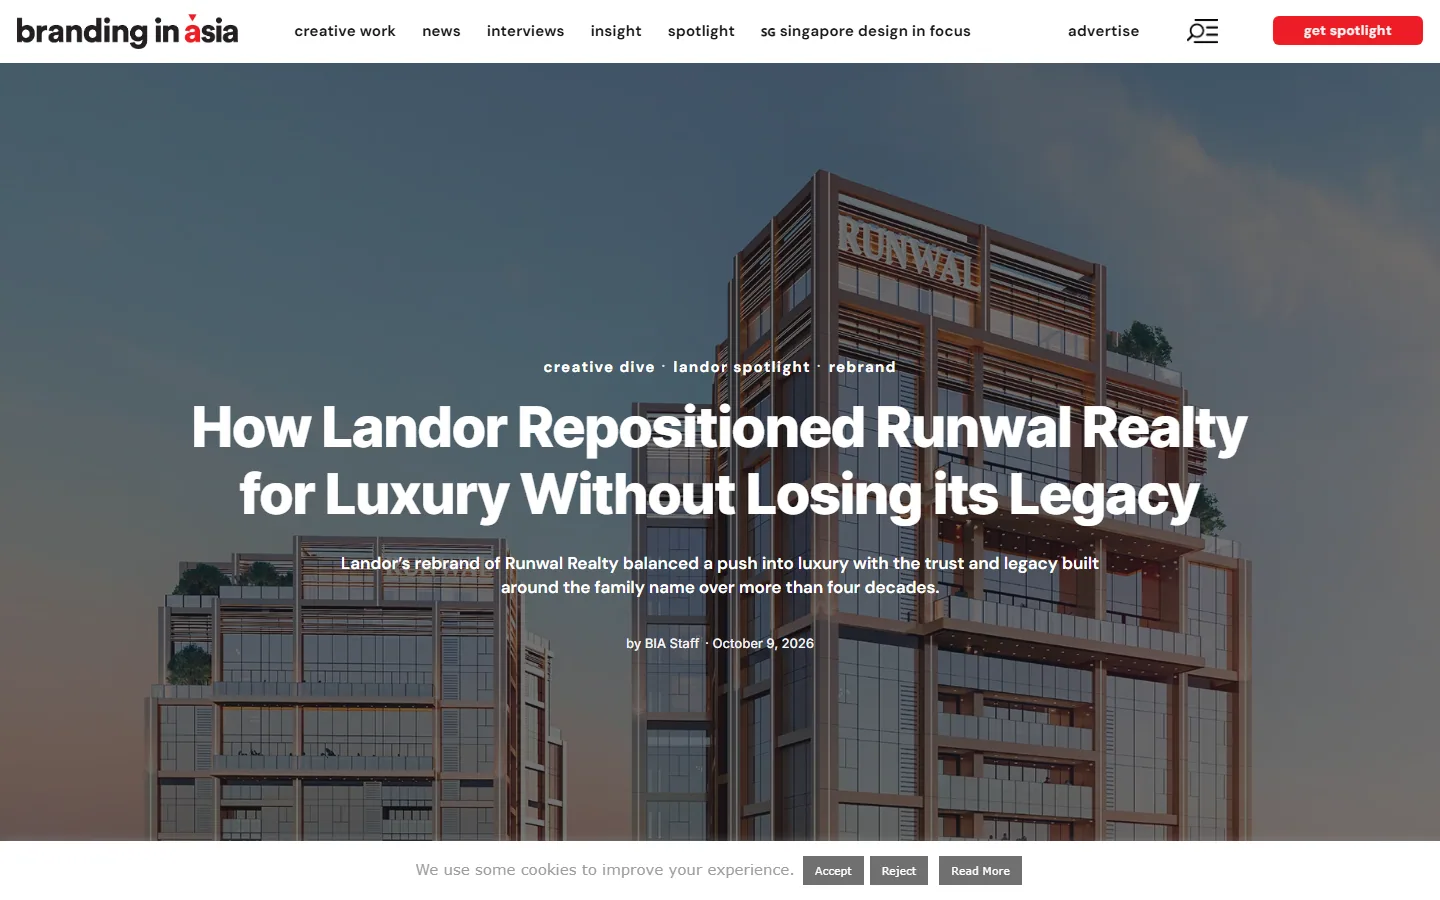 branding in asia
creative work
news
interviews
insight
spotlight
SG singapore design in focus
advertise
get spotlight
RUNWAL
creative dive · landor spotlight · rebrand
How Landor Repositioned Runwal Realty
for Luxury Without Losing its Legacy
Landor’s rebrand of Runwal Realty balanced a push into luxury with the trust and legacy built
around the family name over more than four decades.
by BIA Staff · October 9, 2026
We use some cookies to improve your experience.
Accept
Reject
Read More